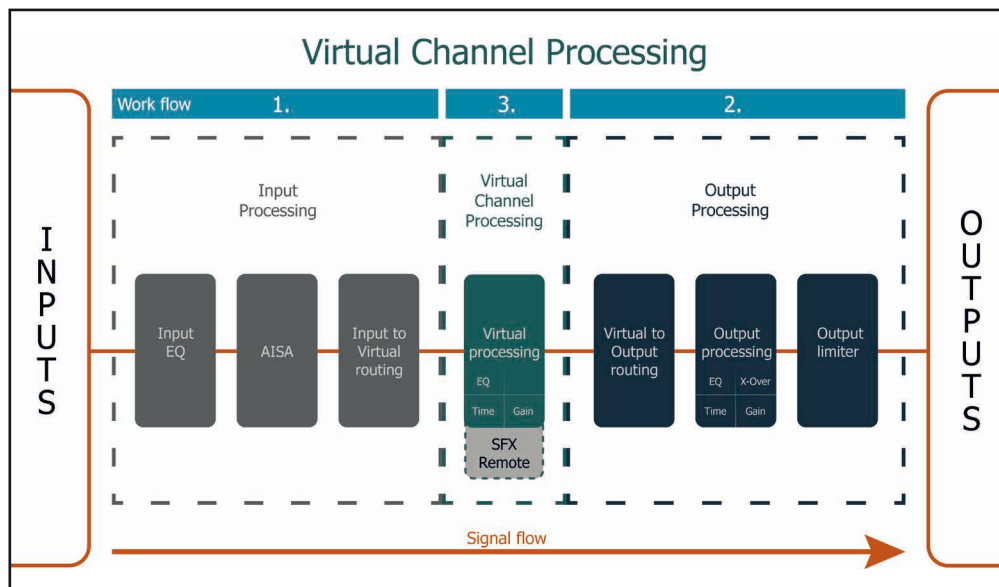 Virtual Channel Processing
Work flow
1.
3.
2.
INPUTS
Input
Processing
Virtual
Channel
Processing
Output
Processing
Input
EQ
AISA
Input to
Virtual
routing
Virtual
processing
EQ
Time
Gain
SFX
Remote
Virtual to
Output
routing
Output
processing
EQ
X-Over
Time
Gain
Output
limiter
OUTPUTS
Signal flow